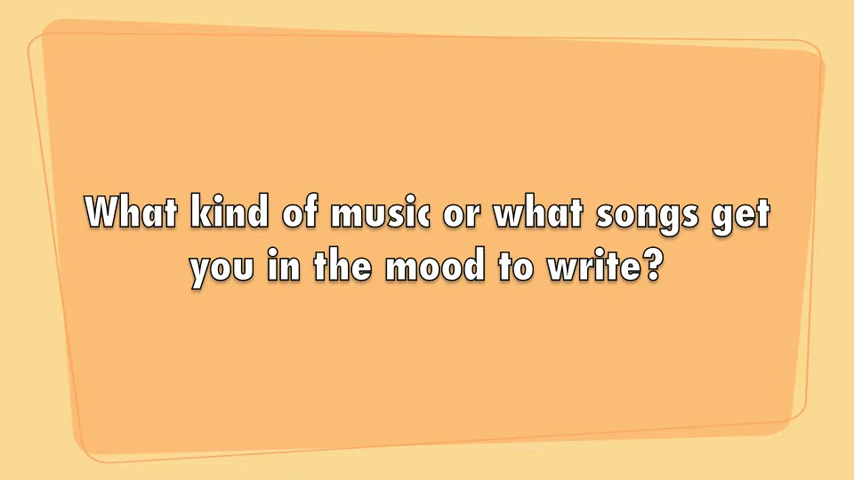 What kind of music or what songs get
you in the mood to write?